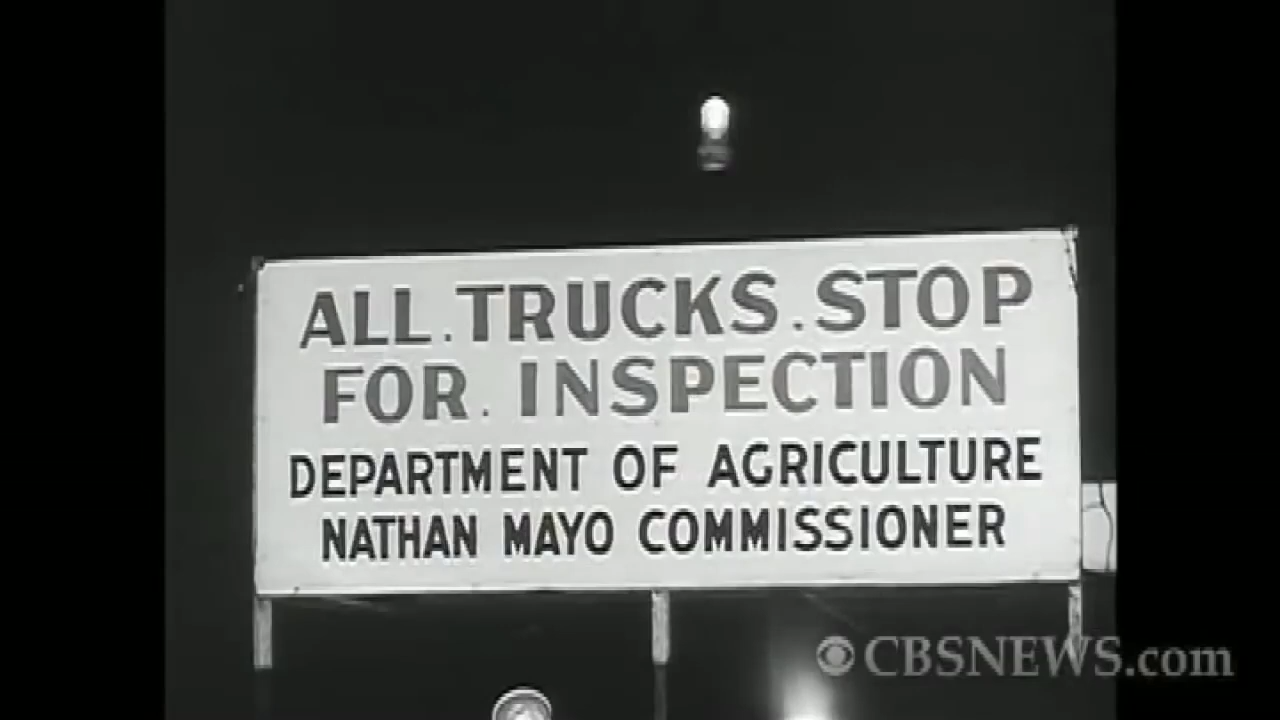 ALL.TRUCKS.STOP
FOR.INSPECTION
DEPARTMENT OF AGRICULTURE
NATHAN MAYO COMMISSIONER
CBSNEWS.com